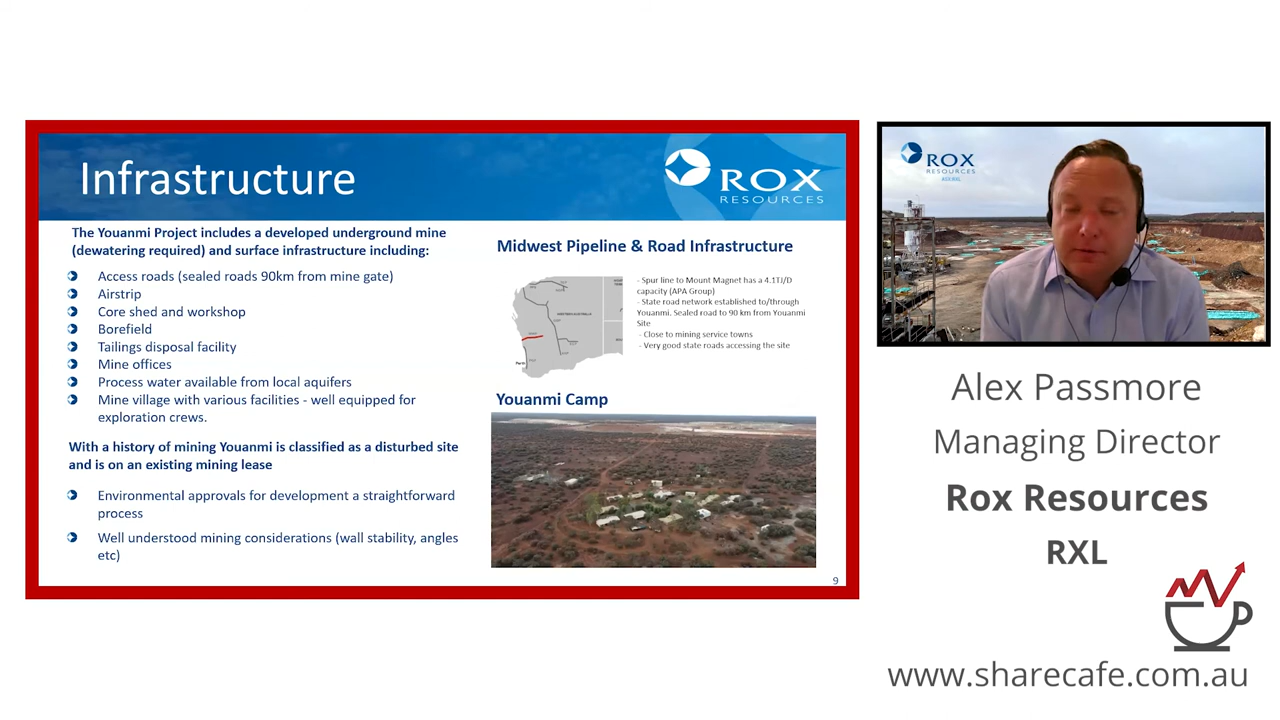 Infrastructure
ROX
RESOURCES
The Youanmi Project includes a developed underground mine
(dewatering required) and surface infrastructure including:
Access roads (sealed roads 90km from mine gate)
Airstrip
Core shed and workshop
Borefield
Tailings disposal facility
Mine offices
Process water available from local aquifers
Mine village with various facilities - well equipped for
exploration crews.
With a history of mining Youanmi is classified as a disturbed site
and is on an existing mining lease
Environmental approvals for development a straightforward
process
Well understood mining considerations (wall stability, angles
etc)
Midwest Pipeline & Road Infrastructure
WESTERN AUSTRALIA
Perth
- Spur line to Mount Magnet has a 4.1TJ/D
capacity (APA Group)
- State road network established to/through
Youanmi. Sealed road to 90 km from Youanmi
Site
- Close to mining service towns
- Very good state roads accessing the site
Youanmi Camp
9
ROX
RESOURCES
ASX:RXL
Alex Passmore
Managing Director
Rox Resources
RXL
www.sharecafe.com.au